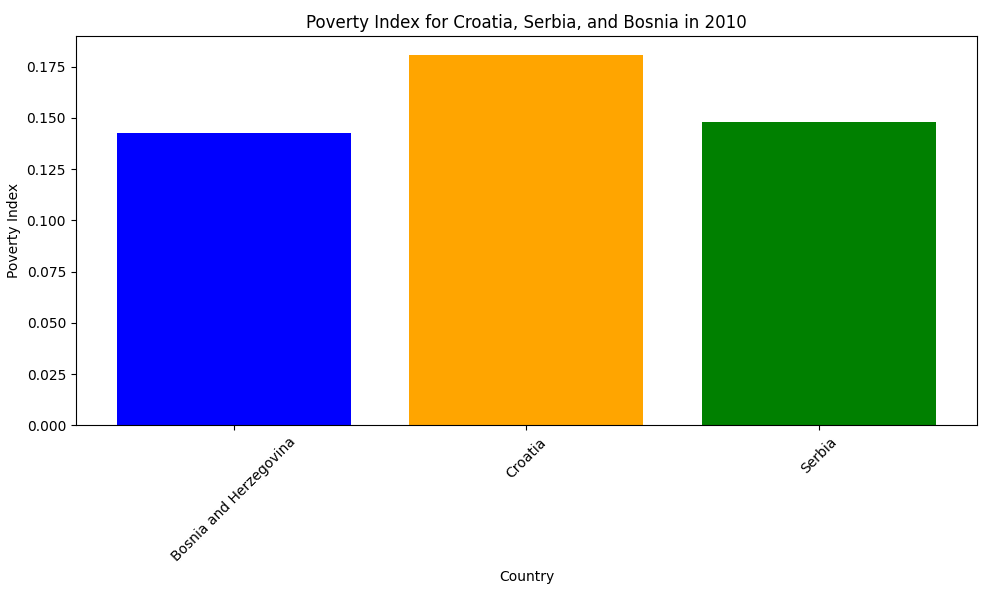 Poverty Index for Croatia, Serbia, and Bosnia in 2010
Poverty Index
0.175
0.150
0.125
0.100
0.075
0.050
0.025
0.000
Bosnia and Herzegovina
Croatia
Serbia
Country